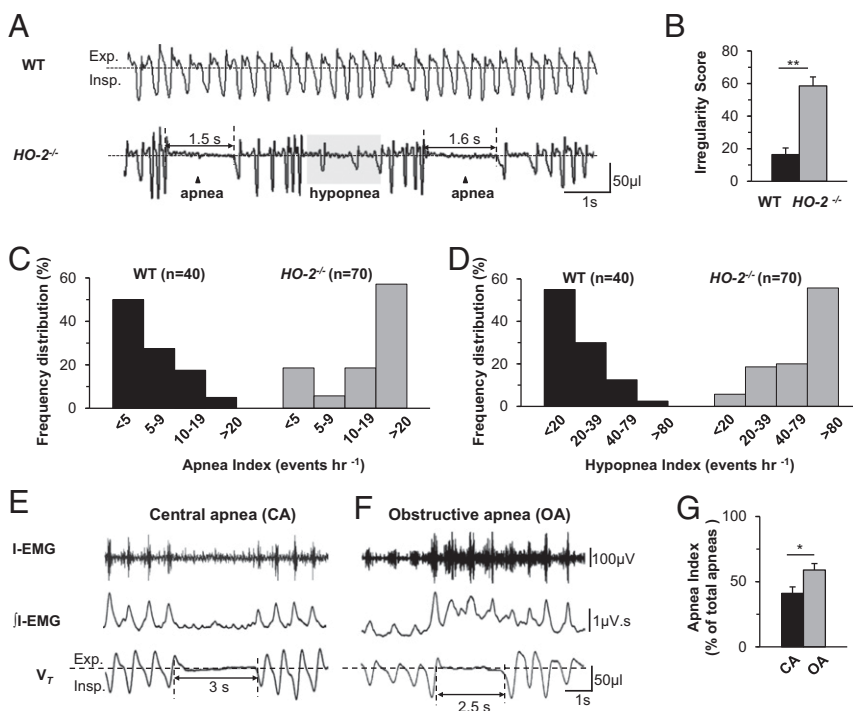 A
WT
Exp.
Insp.
HO-2-/-
1.5 s
1.6 s
apnea
hypopnea
apnea
50µl
1s
B
Irregularity Score
80
60
40
20
0
**
WT HO-2 -/-
C
Frequency distribution (%)
60
40
20
0
WT (n=40)
HO-2-/- (n=70)
<5
5-9
10-19
>20
<5
5-9
10-19
>20
Apnea Index (events hr -1)
D
Frequency distribution (%)
60
40
20
0
WT (n=40)
HO-2-/- (n=70)
<20
20-39
40-79
>80
<20
20-39
40-79
>80
Hypopnea Index (events hr -1)
E
Central apnea (CA)
I-EMG
∫I-EMG
VT
Exp.
Insp.
3 s
F
Obstructive apnea (OA)
100µV
1µV.s
50µl
2.5 s
1s
G
Apnea Index
(% of total apneas )
100
50
0
*
CA
OA